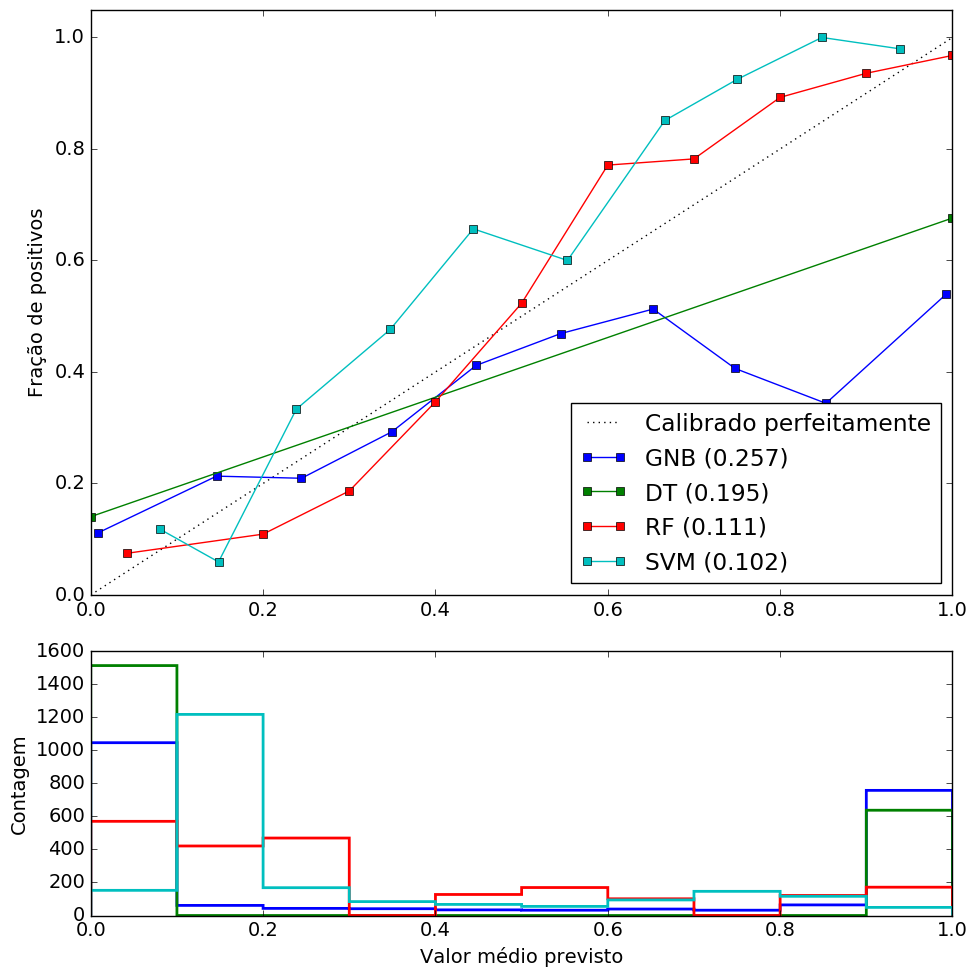 1.0
0.8
0.6
0.4
0.2
0.0
Fração de positivos
0.0 0.2 0.4 0.6 0.8 1.0
Calibrado perfeitamente
GNB (0.257)
DT (0.195)
RF (0.111)
SVM (0.102)
1600
1400
1200
1000
800
600
400
200
0
Contagem
0.0 0.2 0.4 0.6 0.8 1.0
Valor médio previsto